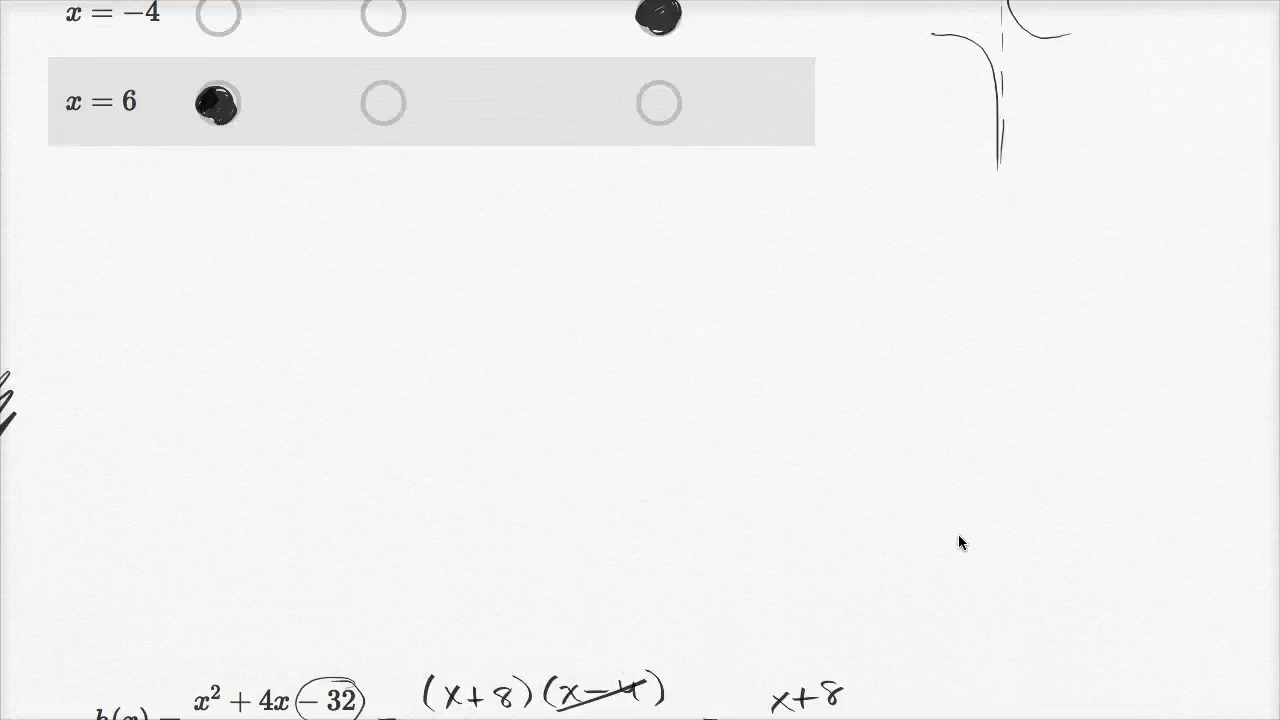 x = −4
x = 6
h(x) = x² + 4x − 32 = (x+8)(x−4) = x+8